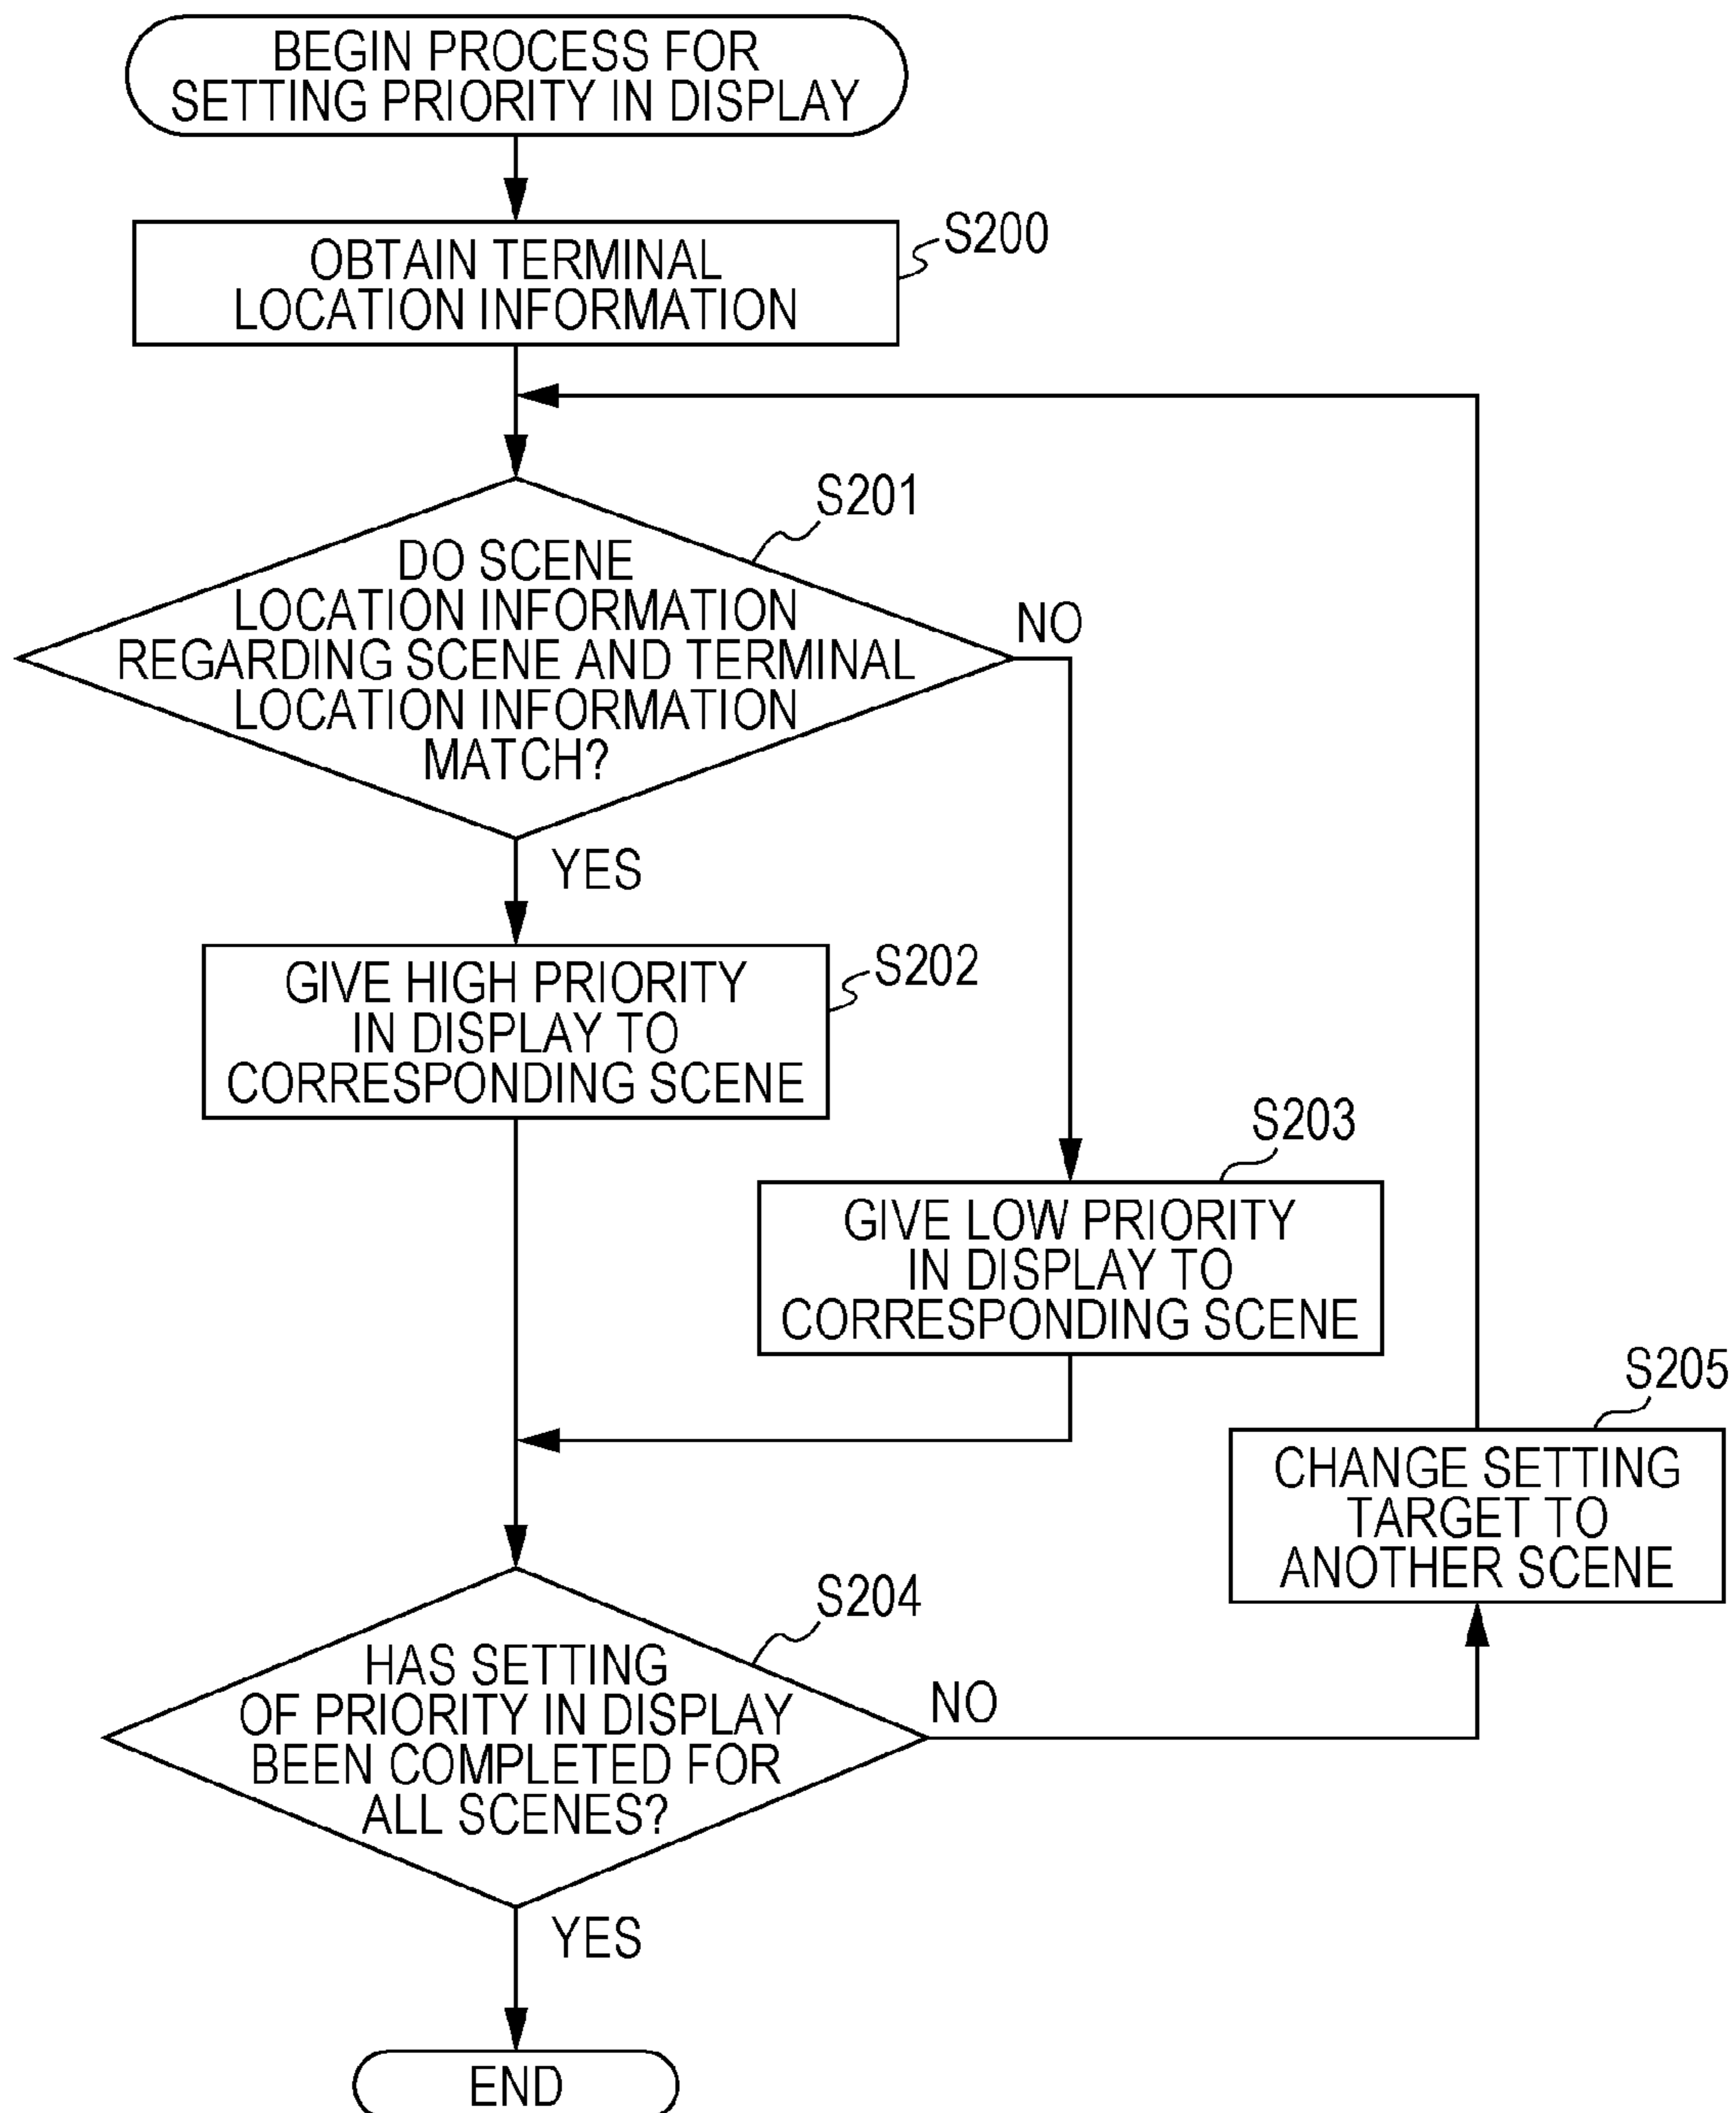 BEGIN PROCESS FOR
SETTING PRIORITY IN DISPLAY
S200
OBTAIN TERMINAL
LOCATION INFORMATION
S201
DO SCENE
LOCATION INFORMATION
REGARDING SCENE AND TERMINAL
LOCATION INFORMATION
MATCH?
NO
YES
S202
GIVE HIGH PRIORITY
IN DISPLAY TO
CORRESPONDING SCENE
S203
GIVE LOW PRIORITY
IN DISPLAY TO
CORRESPONDING SCENE
S205
CHANGE SETTING
TARGET TO
ANOTHER SCENE
S204
HAS SETTING
OF PRIORITY IN DISPLAY
BEEN COMPLETED FOR
ALL SCENES?
NO
YES
END